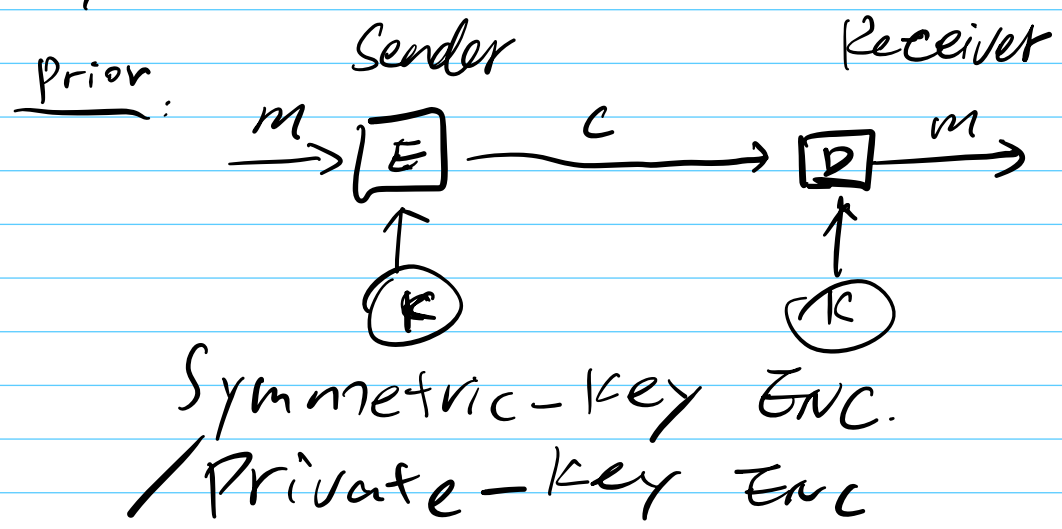 Sender Receiver
Prior:
m E c D m
K K
Symmetric-key ENC.
/Private-key ENC